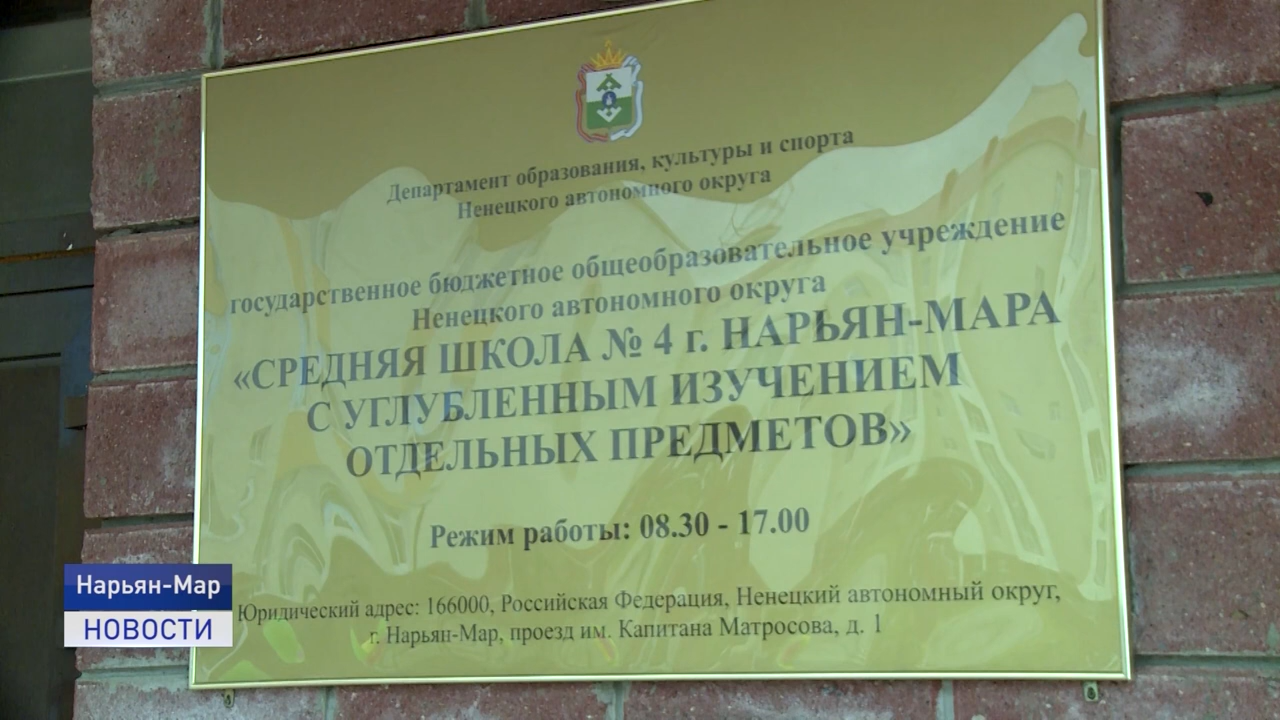 Департамент образования, культуры и спорта
Ненецкого автономного округа
государственное бюджетное общеобразовательное учреждение
Ненецкого автономного округа
«СРЕДНЯЯ ШКОЛА № 4 г. НАРЬЯН-МАРА
С УГЛУБЛЕННЫМ ИЗУЧЕНИЕМ
ОТДЕЛЬНЫХ ПРЕДМЕТОВ»
Режим работы: 08.30 - 17.00
Юридический адрес: 166000, Российская Федерация, Ненецкий автономный округ,
г. Нарьян-Мар, проезд им. Капитана Матросова, д. 1
Нарьян-Мар
НОВОСТИ